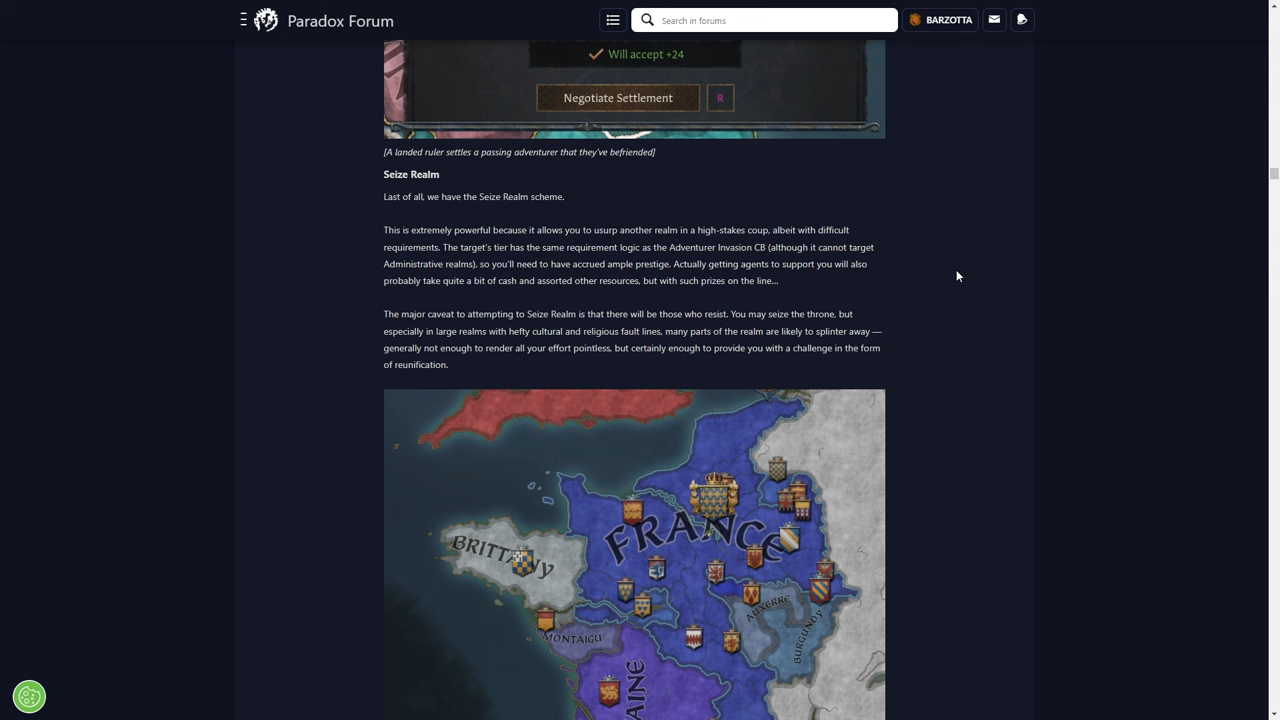 Paradox Forum
Search in forums
BARZOTTA
Will accept +24
Negotiate Settlement
R
[A landed ruler settles a passing adventurer that they've befriended]
Seize Realm
Last of all, we have the Seize Realm scheme.
This is extremely powerful because it allows you to usurp another realm in a high-stakes coup, albeit with difficult
requirements. The target's tier has the same requirement logic as the Adventurer Invasion CB (although it cannot target
Administrative realms), so you'll need to have accrued ample prestige. Actually getting agents to support you will also
probably take quite a bit of cash and assorted other resources, but with such prizes on the line...
The major caveat to attempting to Seize Realm is that there will be those who resist. You may seize the throne, but
especially in large realms with hefty cultural and religious fault lines, many parts of the realm are likely to splinter away —
generally not enough to render all your effort pointless, but certainly enough to provide you with a challenge in the form
of reunification.
FRANCE
BRITTANY
AUXERRE
MONTAIGU
BURGUNDY
AINE